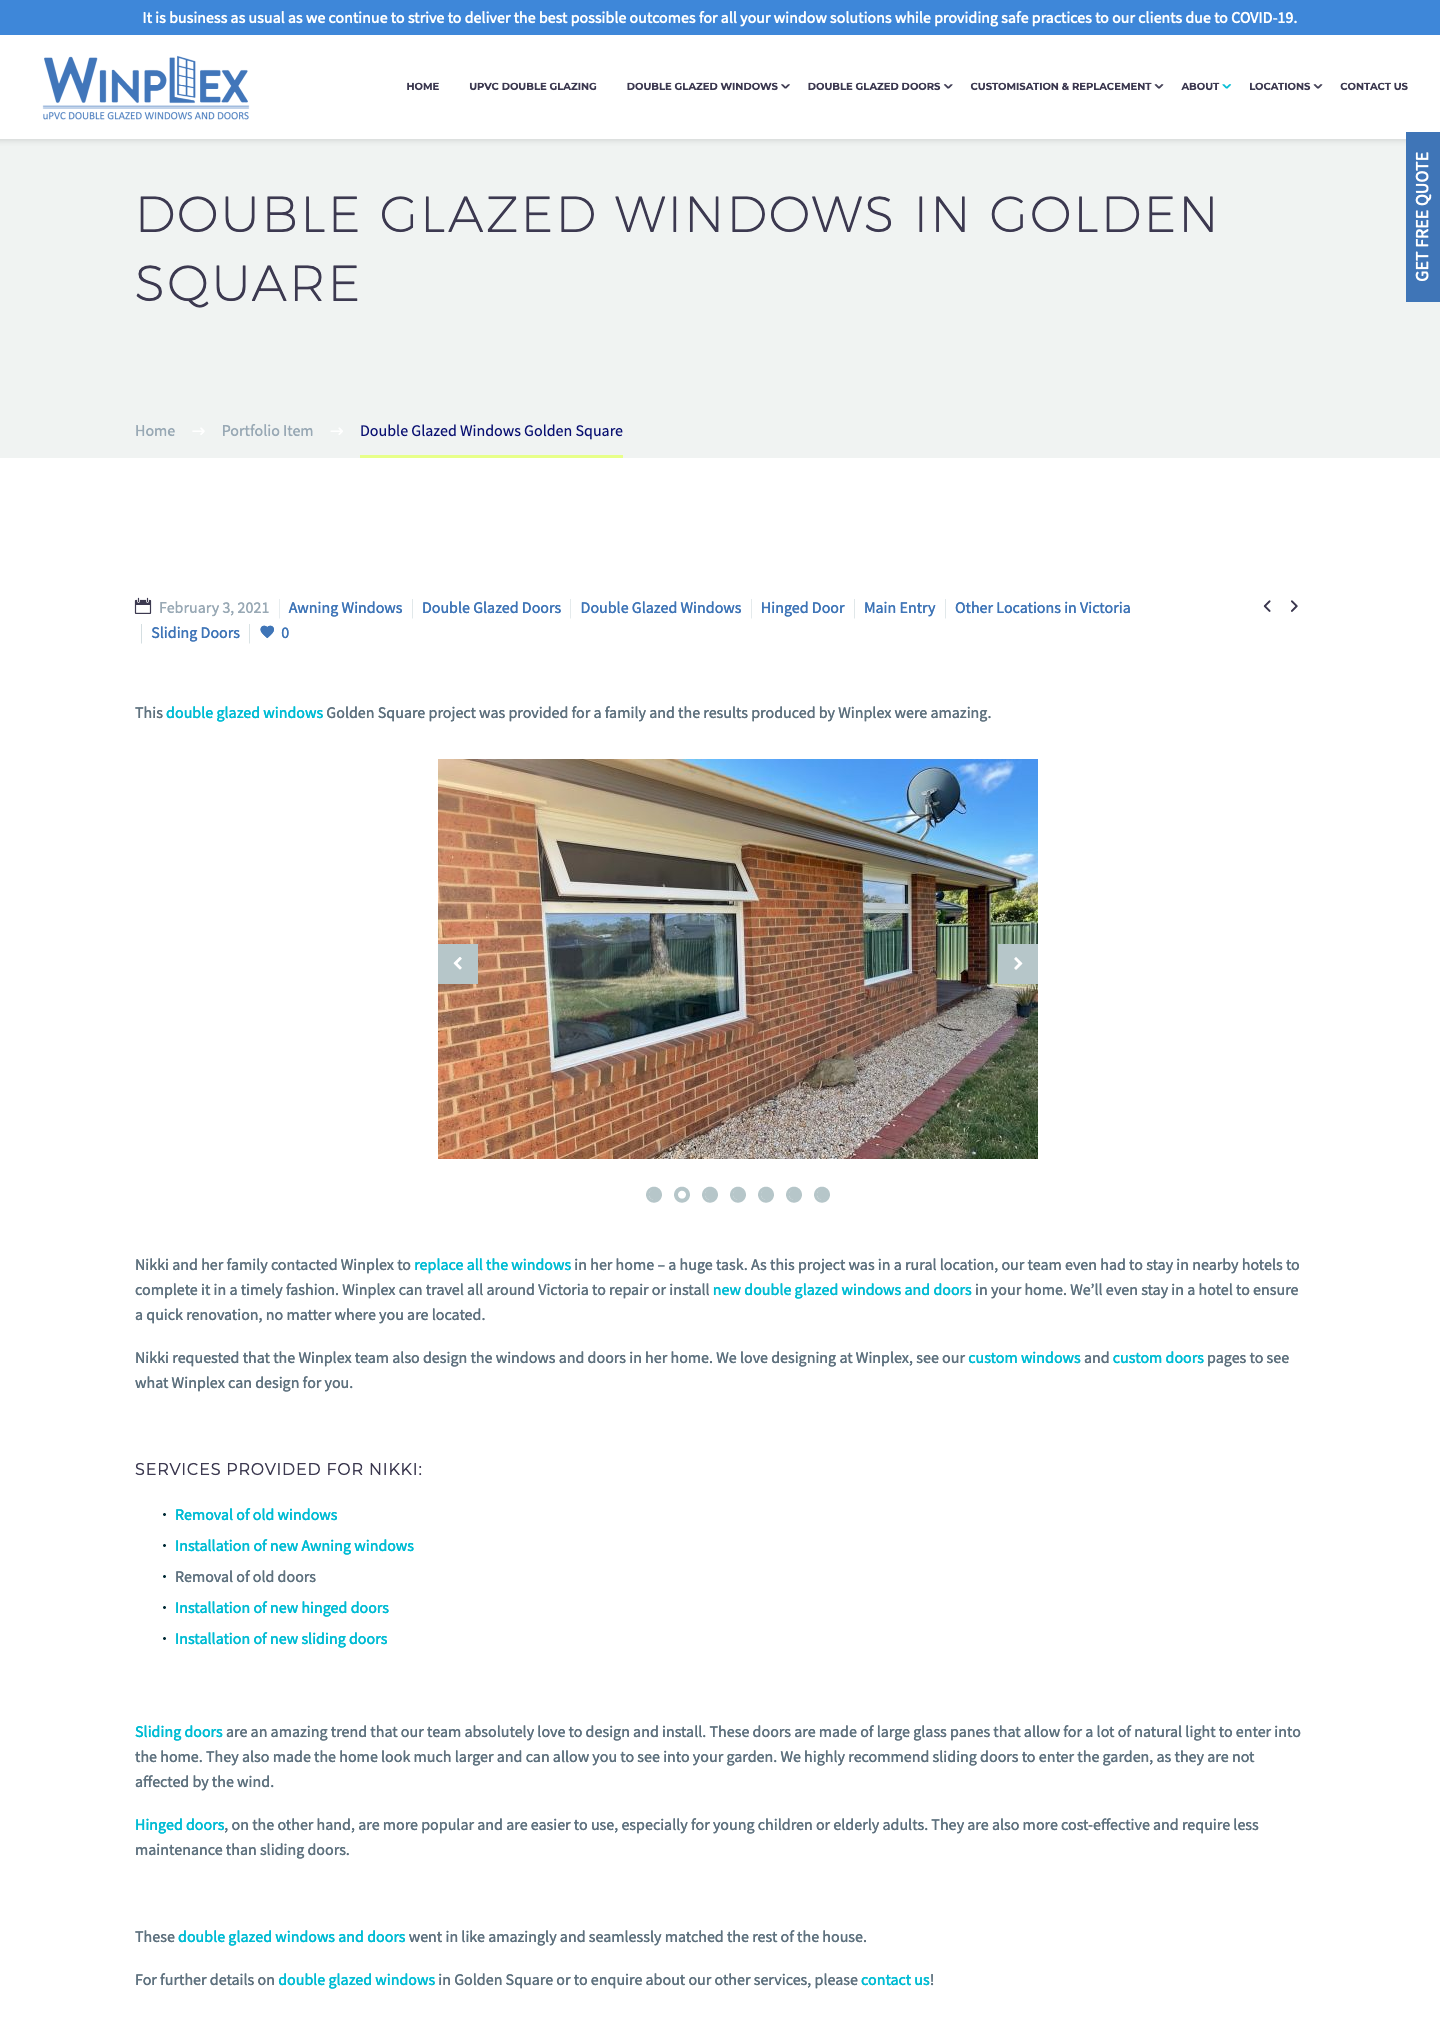 It is business as usual as we continue to strive to deliver the best possible outcomes for all your window solutions while providing safe practices to our clients due to COVID-19.
WINPLEX
uPVC DOUBLE GLAZED WINDOWS AND DOORS
HOME UPVC DOUBLE GLAZING DOUBLE GLAZED WINDOWS DOUBLE GLAZED DOORS CUSTOMISATION & REPLACEMENT ABOUT LOCATIONS CONTACT US
GET FREE QUOTE
DOUBLE GLAZED WINDOWS IN GOLDEN
SQUARE
Home → Portfolio Item → Double Glazed Windows Golden Square
February 3, 2021 Awning Windows Double Glazed Doors Double Glazed Windows Hinged Door Main Entry Other Locations in Victoria
Sliding Doors 0
This double glazed windows Golden Square project was provided for a family and the results produced by Winplex were amazing.
Nikki and her family contacted Winplex to replace all the windows in her home – a huge task. As this project was in a rural location, our team even had to stay in nearby hotels to
complete it in a timely fashion. Winplex can travel all around Victoria to repair or install new double glazed windows and doors in your home. We’ll even stay in a hotel to ensure
a quick renovation, no matter where you are located.
Nikki requested that the Winplex team also design the windows and doors in her home. We love designing at Winplex, see our custom windows and custom doors pages to see
what Winplex can design for you.
SERVICES PROVIDED FOR NIKKI:
• Removal of old windows
• Installation of new Awning windows
• Removal of old doors
• Installation of new hinged doors
• Installation of new sliding doors
Sliding doors are an amazing trend that our team absolutely love to design and install. These doors are made of large glass panes that allow for a lot of natural light to enter into
the home. They also made the home look much larger and can allow you to see into your garden. We highly recommend sliding doors to enter the garden, as they are not
affected by the wind.
Hinged doors, on the other hand, are more popular and are easier to use, especially for young children or elderly adults. They are also more cost-effective and require less
maintenance than sliding doors.
These double glazed windows and doors went in like amazingly and seamlessly matched the rest of the house.
For further details on double glazed windows in Golden Square or to enquire about our other services, please contact us!